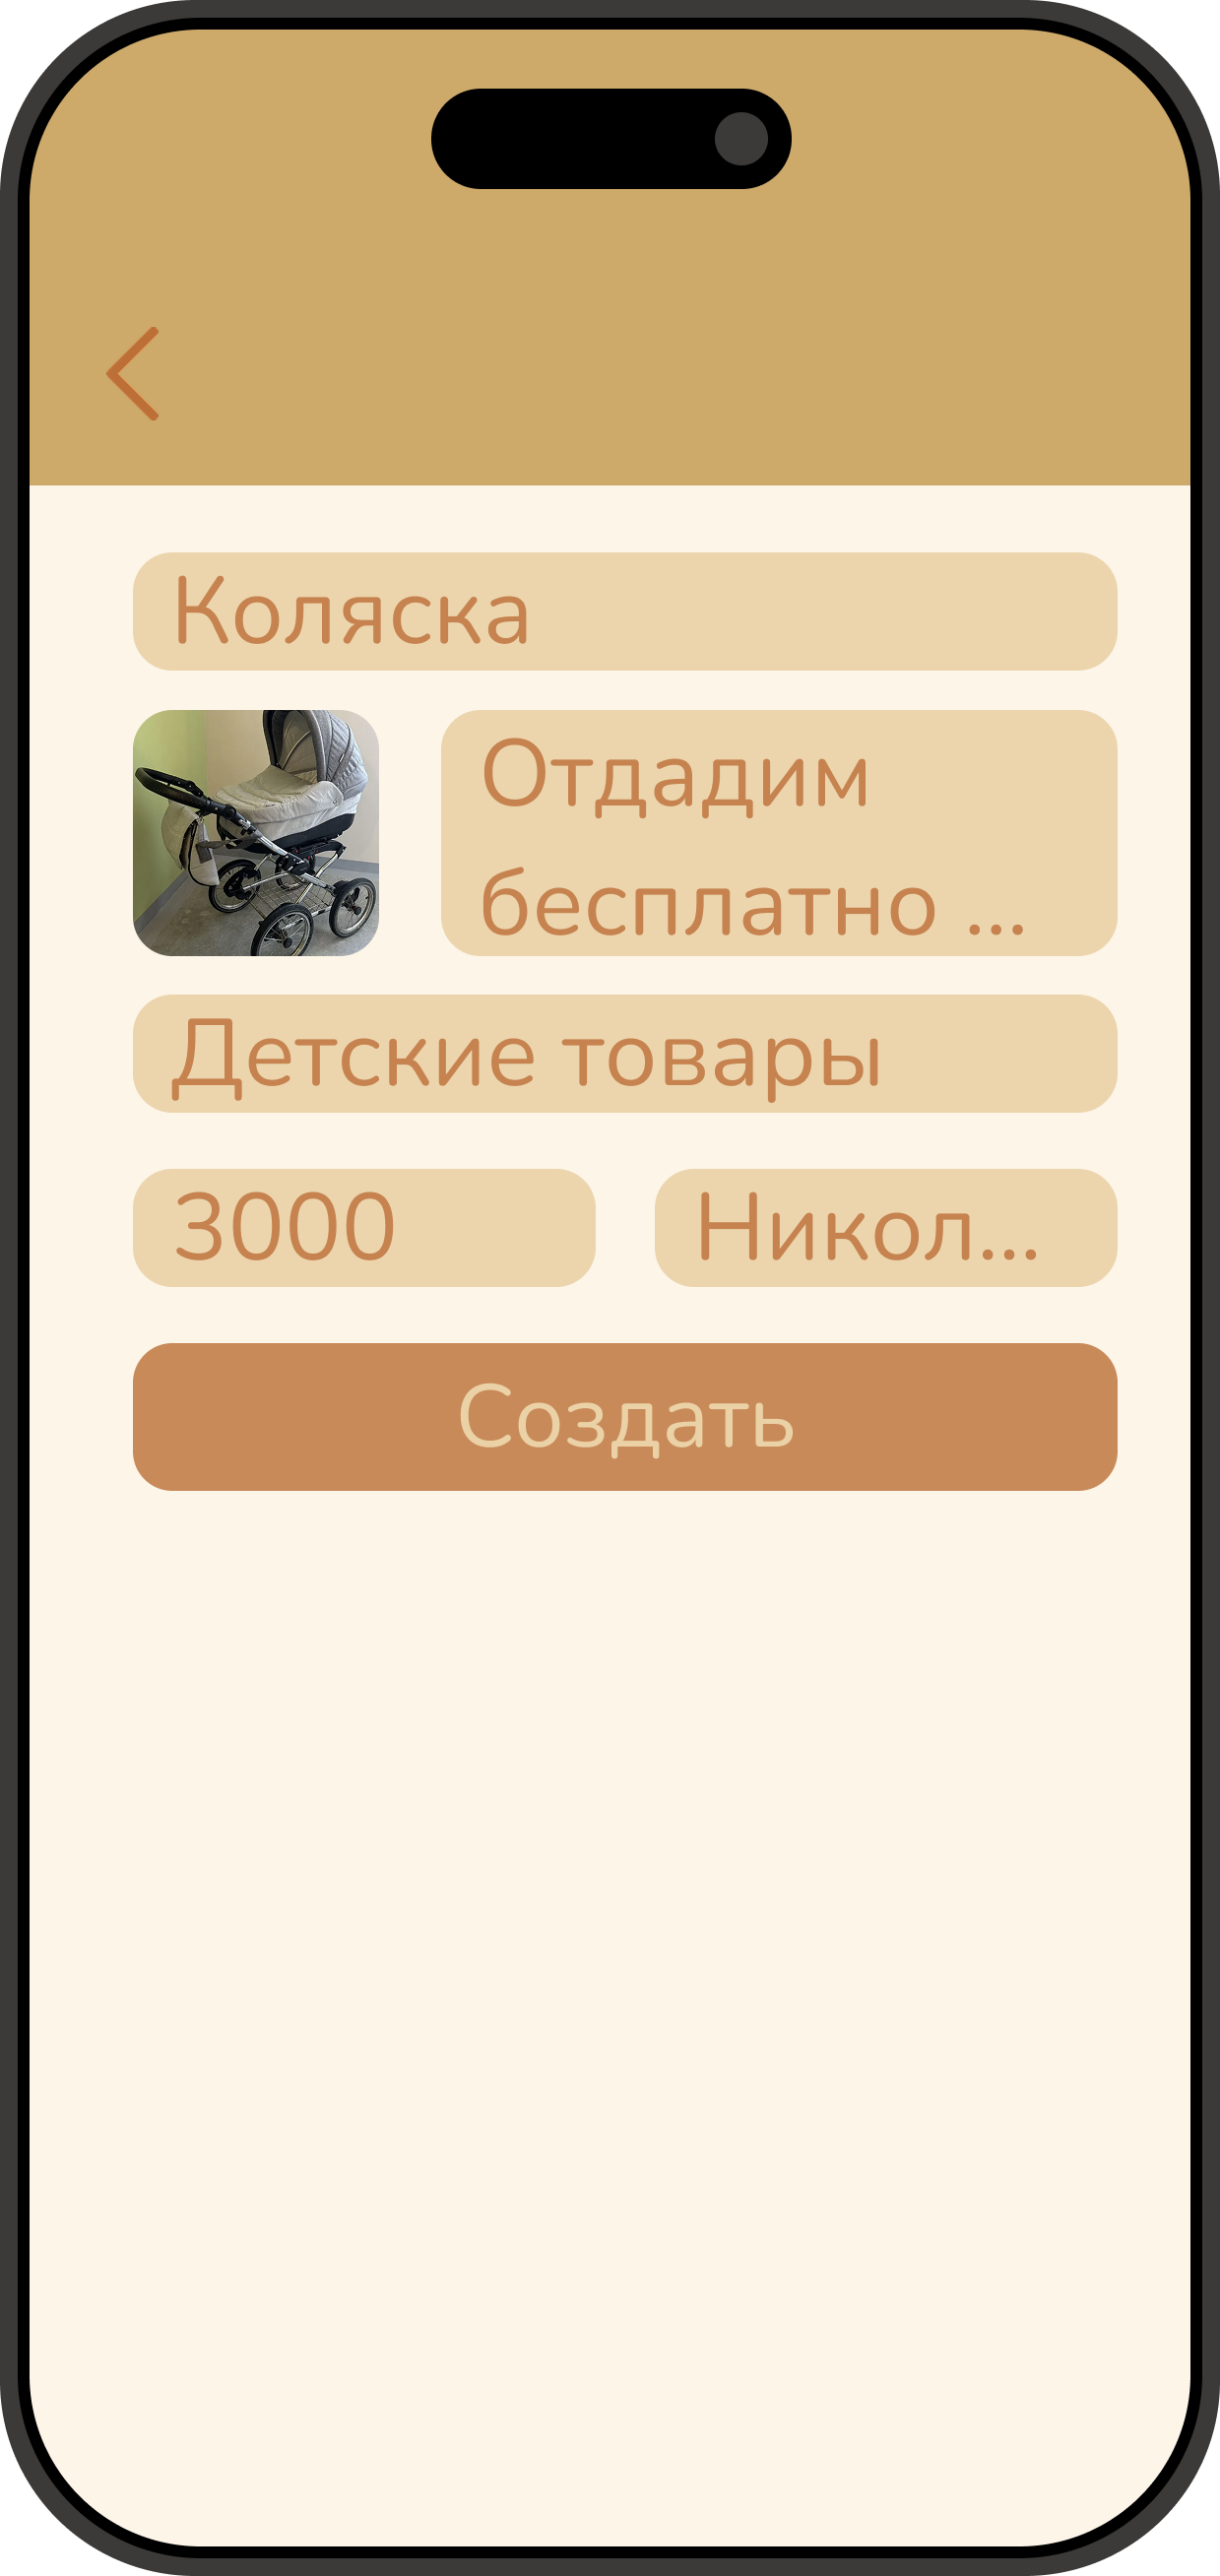 Коляска
Отдадим
бесплатно ...
Детские товары
3000
Никол...
Создать